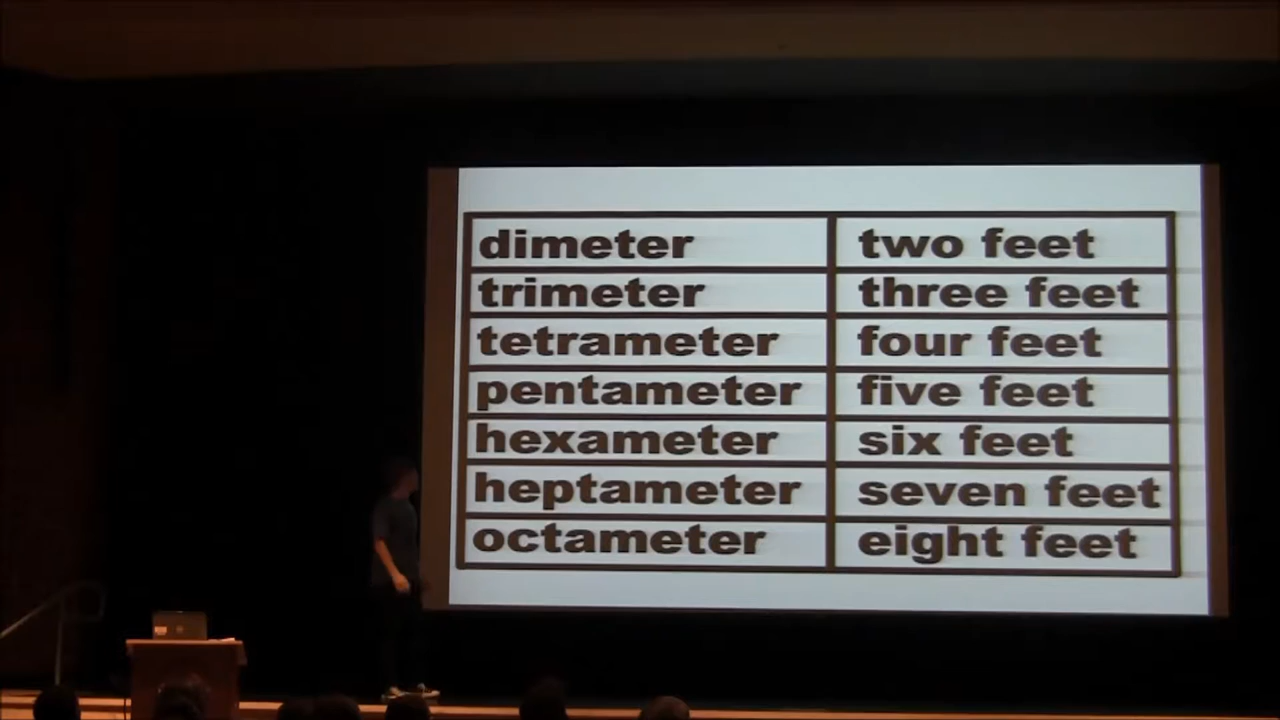 dimeter two feet
trimeter three feet
tetrameter four feet
pentameter five feet
hexameter six feet
heptameter seven feet
octameter eight feet